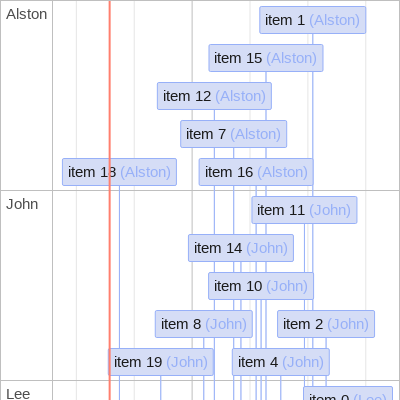 Alston
item 1 (Alston)
item 15 (Alston)
item 12 (Alston)
item 7 (Alston)
item 18 (Alston)
item 16 (Alston)
John
item 11 (John)
item 14 (John)
item 10 (John)
item 8 (John)
item 2 (John)
item 19 (John)
item 4 (John)
Lee
item 0 (Lee)